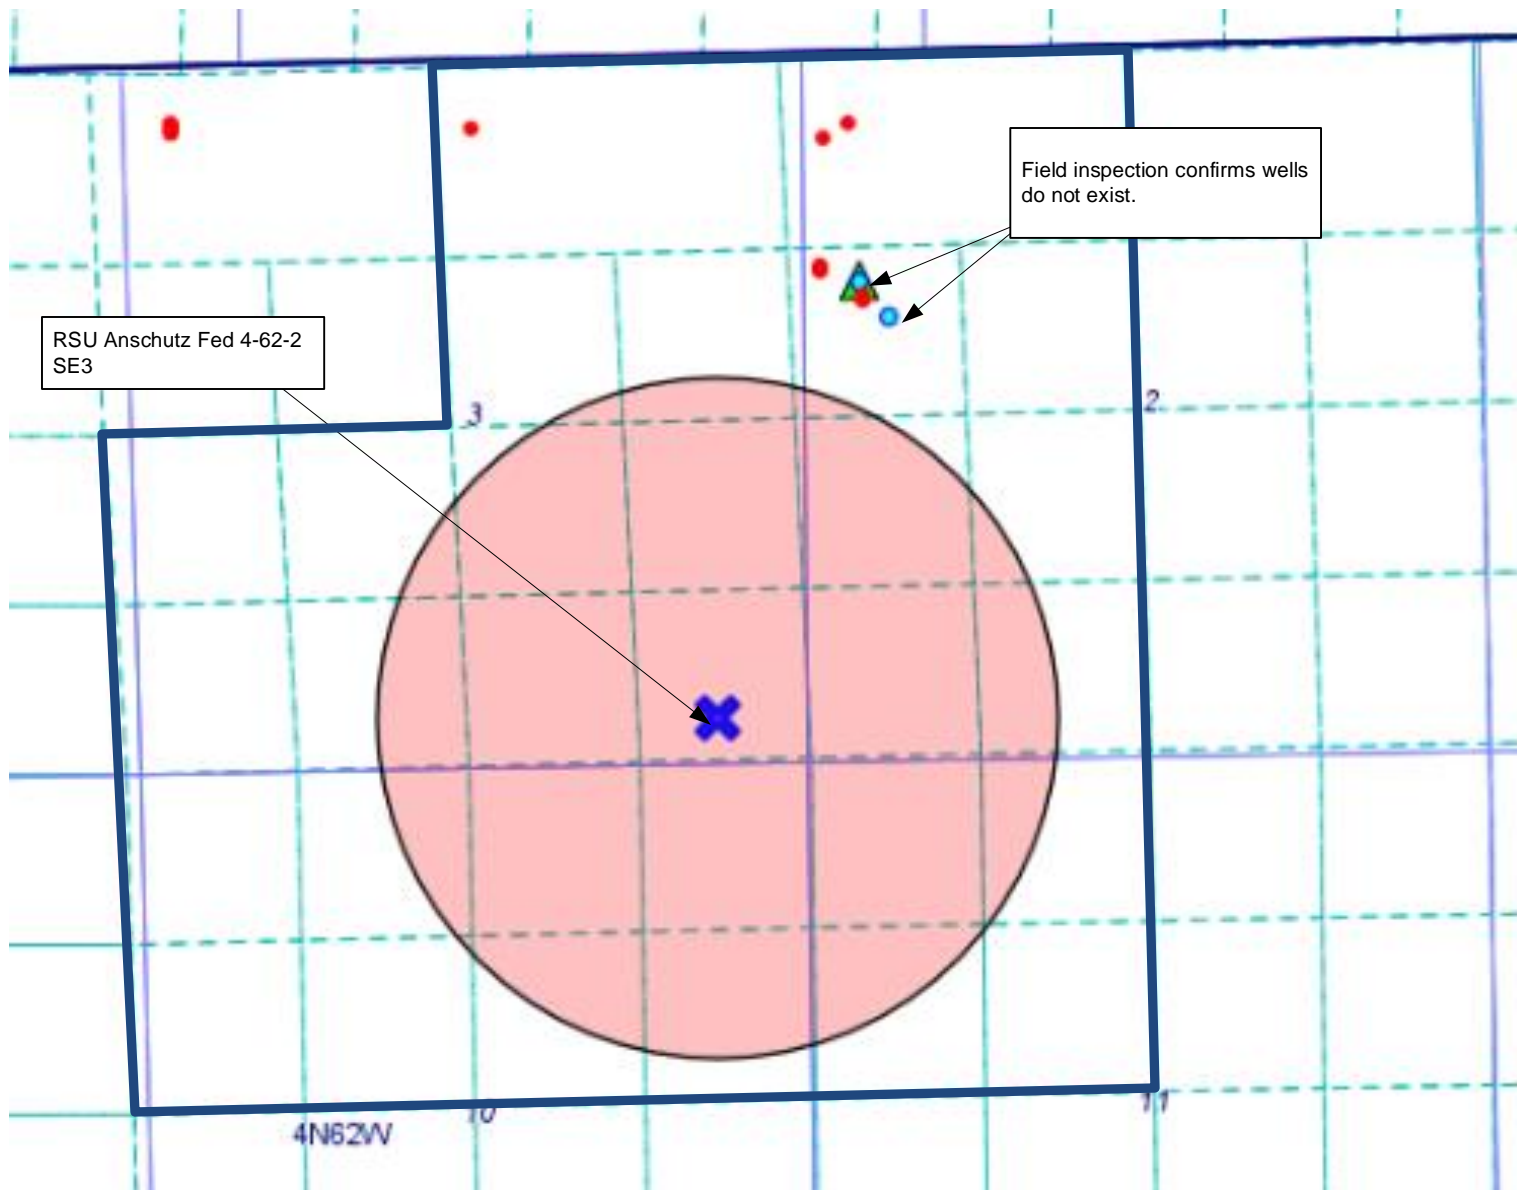 Field inspection confirms wells
do not exist.
RSU Anschutz Fed 4-62-2
SE3
3
2
10
11
4N62W